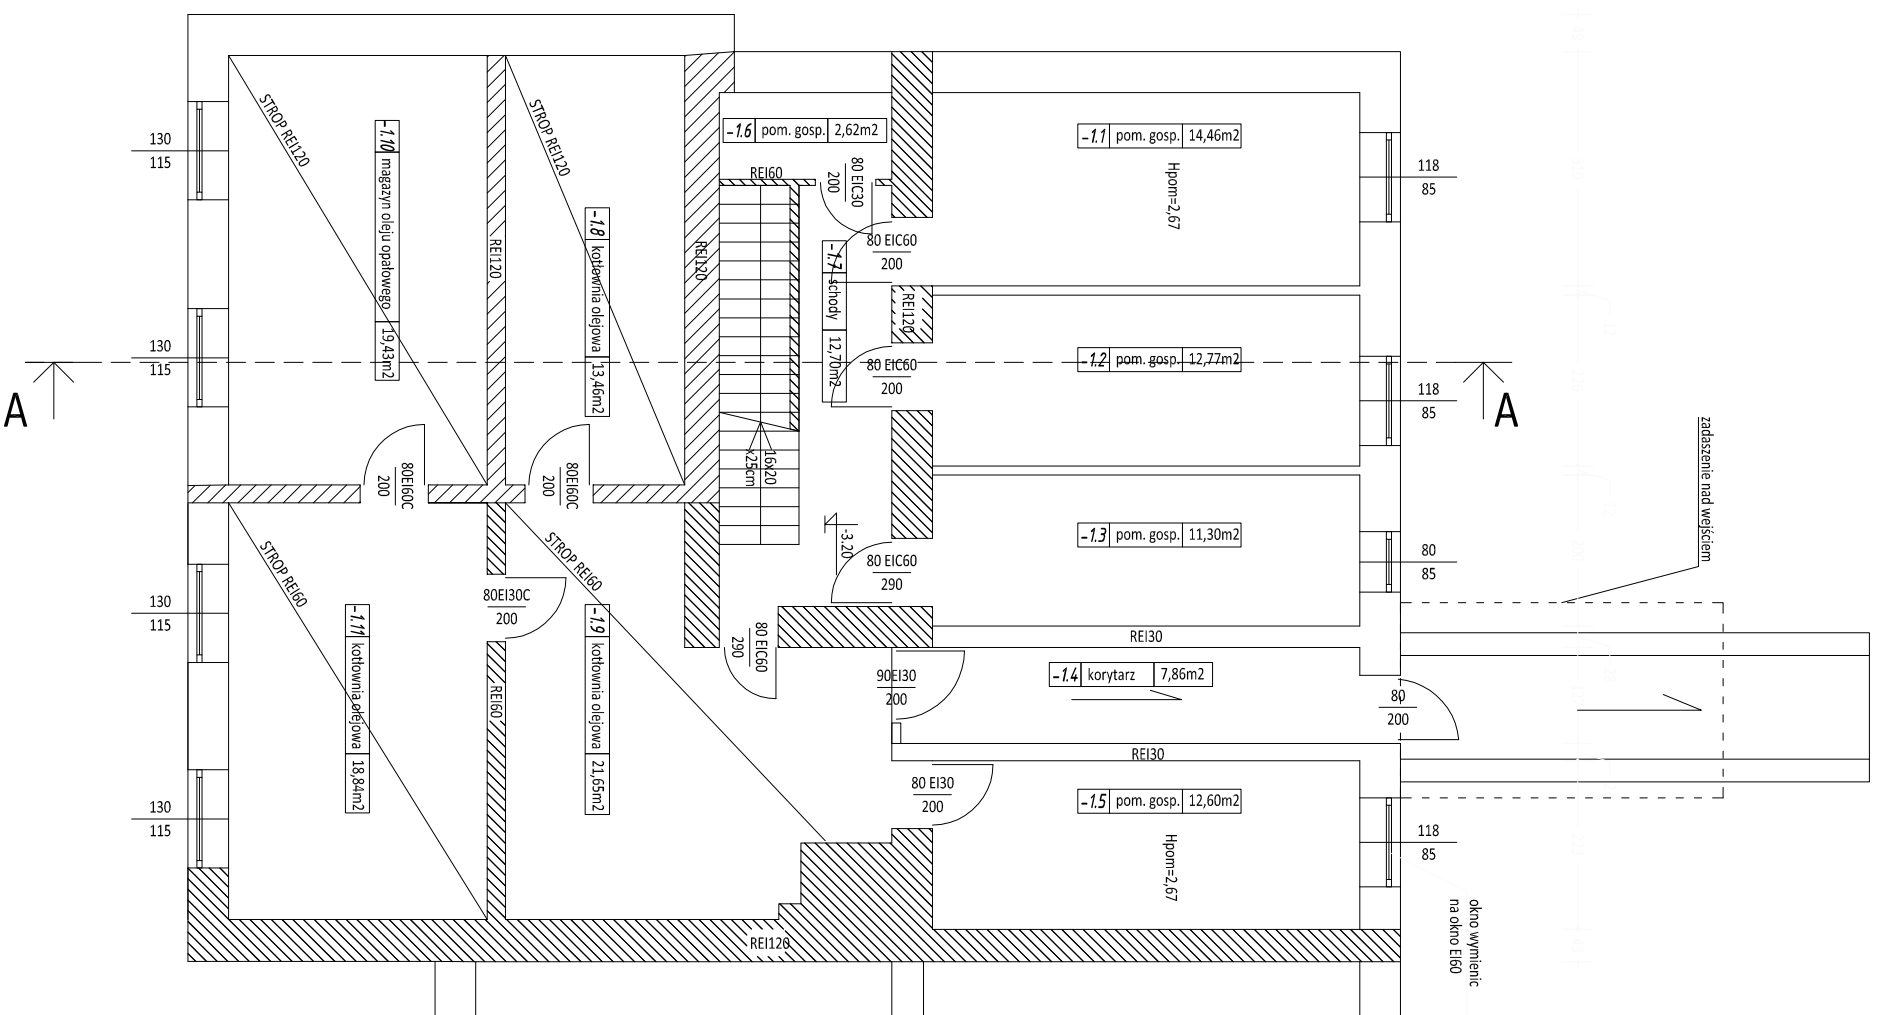 -1.6 pom. gosp. 2,62m2
-1.1 pom. gosp. 14,46m2
Hpom=2,67
118
85
130
115
STROP REI120
-1.10 magazyn oleju opałowego 19,43m2
REI120
STROP REI120
-1.8 kotłownia olejowa 13,46m2
REI120
REI60
80 EIC30
200
80 EIC60
200
-1.7 schody 12,70m2
REI120
130
115
80 EIC60
200
-1.2 pom. gosp. 12,77m2
118
85
A
A
zadaszenie nad wejściem
80EI60C
200
80EI60C
200
16x20
x25cm
-3.20
-1.3 pom. gosp. 11,30m2
80
85
80 EIC60
290
STROP REI60
STROP REI60
80EI30C
200
130
115
-1.11 kotłownia olejowa 18,84m2
REI60
-1.9 kotłownia olejowa 21,65m2
80 EIC60
290
REI30
90EI30
200
-1.4 korytarz 7,86m2
80
200
REI30
80 EI30
200
-1.5 pom. gosp. 12,60m2
Hpom=2,67
130
115
118
85
okno wymienic
na okno EI60
REI120